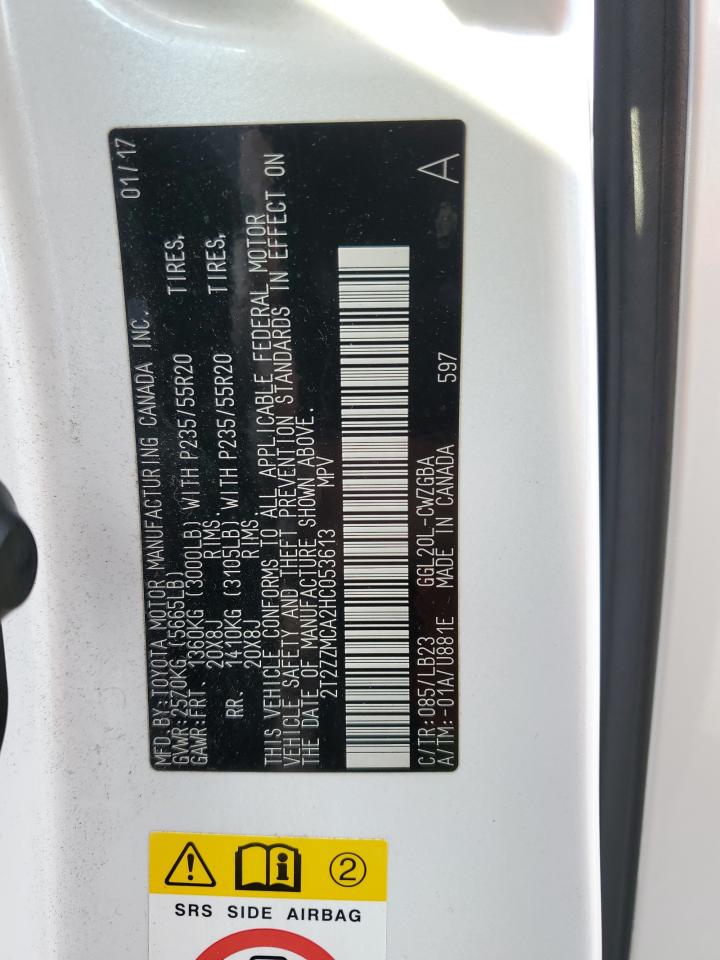 MFD.BY:TOYOTA MOTOR MANUFACTURING CANADA INC. 01/17
GVWR:2570KG (5665LB)
GAWR:FRT. 1360KG (3000LB) WITH P235/55R20 TIRES,
20X8J RIMS
RR. 1410KG (3105LB) WITH P235/55R20 TIRES,
20X8J RIMS
THIS VEHICLE CONFORMS TO ALL APPLICABLE FEDERAL MOTOR
VEHICLE SAFETY AND THEFT PREVENTION STANDARDS IN EFFECT ON
THE DATE OF MANUFACTURE SHOWN ABOVE.
2T2ZZMCA2HC053613 MPV
C/TR:085/LB23 GGL20L-CWZGBA
A/TM:-01A/U881E MADE IN CANADA 597 A
2
SRS SIDE AIRBAG